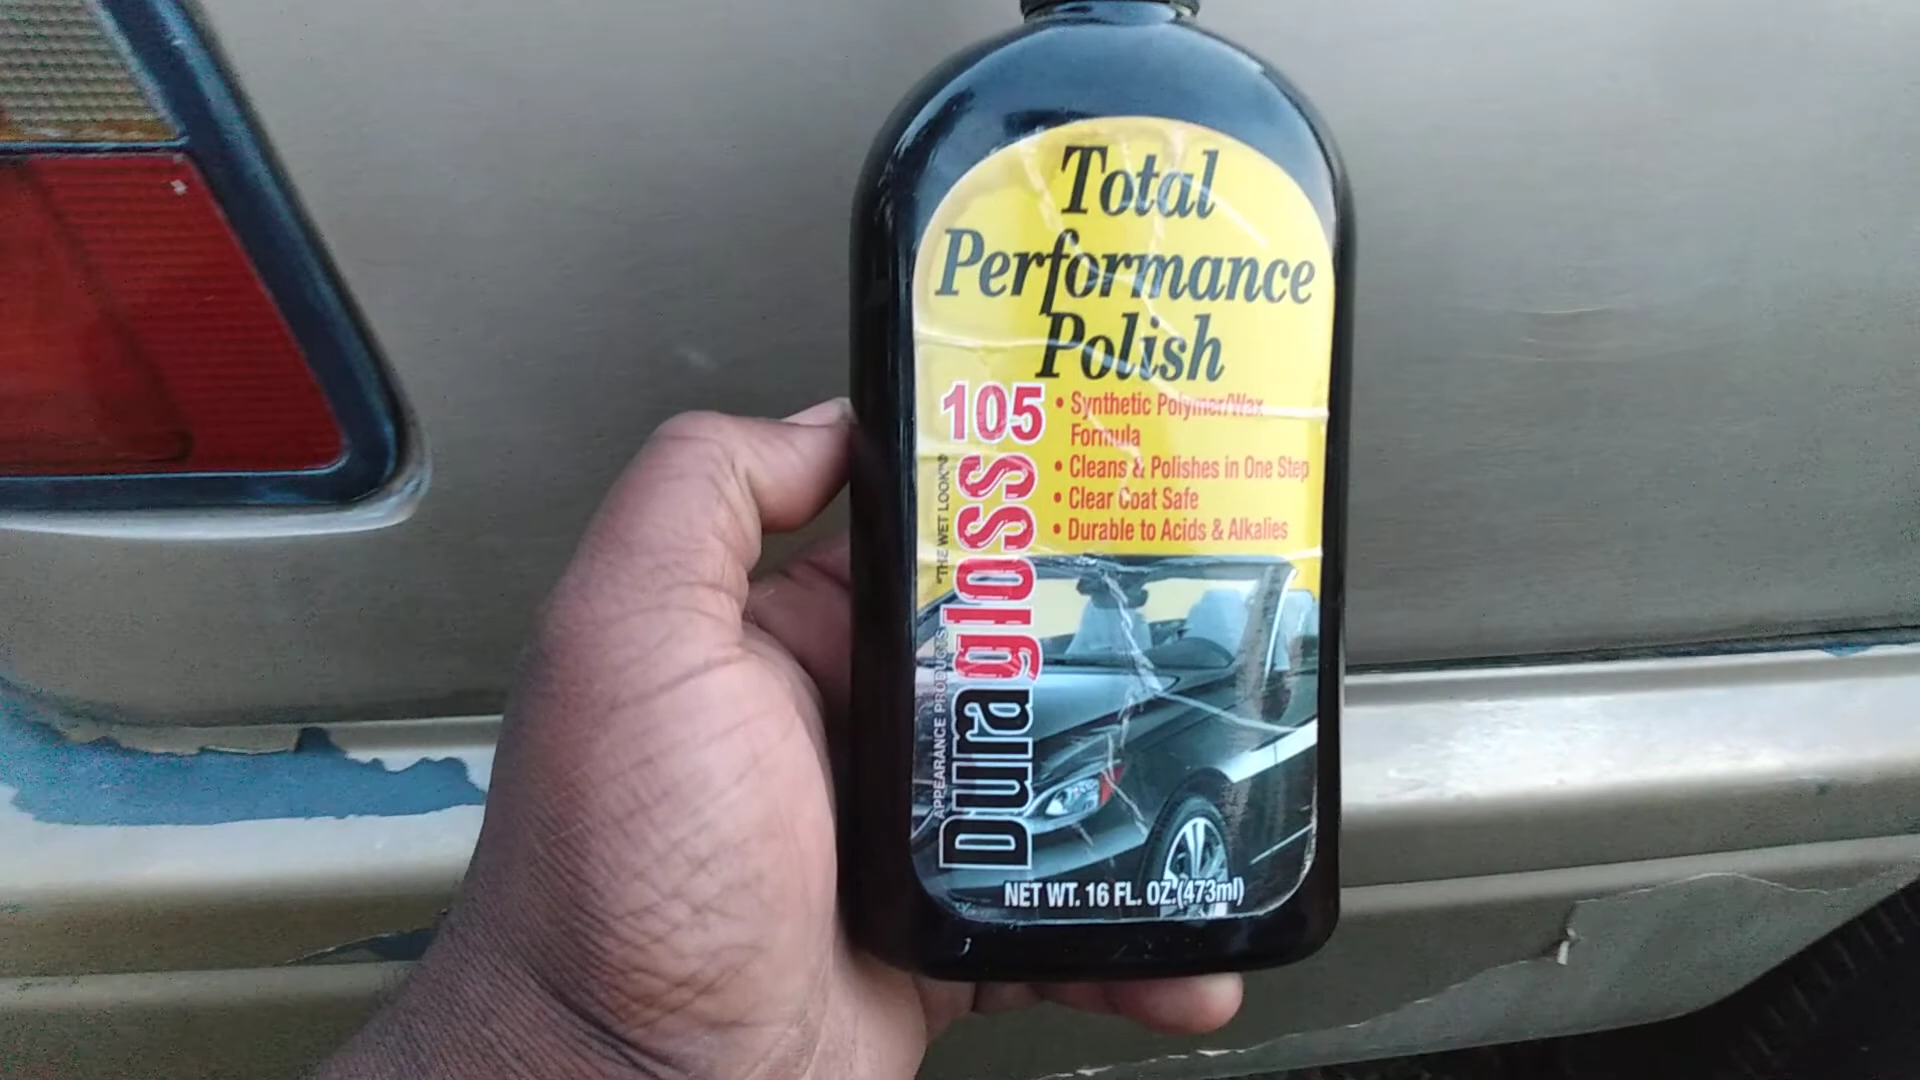 Total
Performance
Polish
105
• Synthetic Polymer/Wax
Formula
• Cleans & Polishes in One Step
• Clear Coat Safe
• Durable to Acids & Alkalies
Duragloss
"THE WET LOOK"®
APPEARANCE PRODUCTS
NET WT. 16 FL. OZ.(473ml)